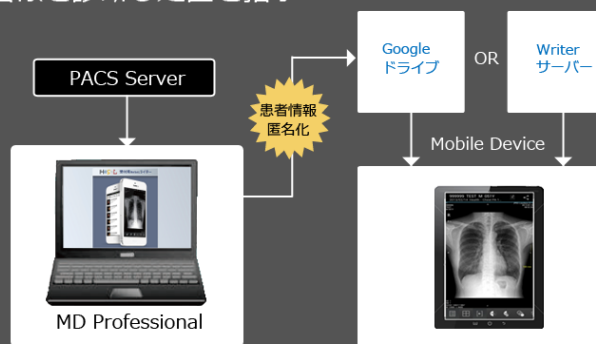 PACS Server
患者情報
匿名化
Google
ドライブ
OR
Writer
サーバー
Mobile Device
MD Professional